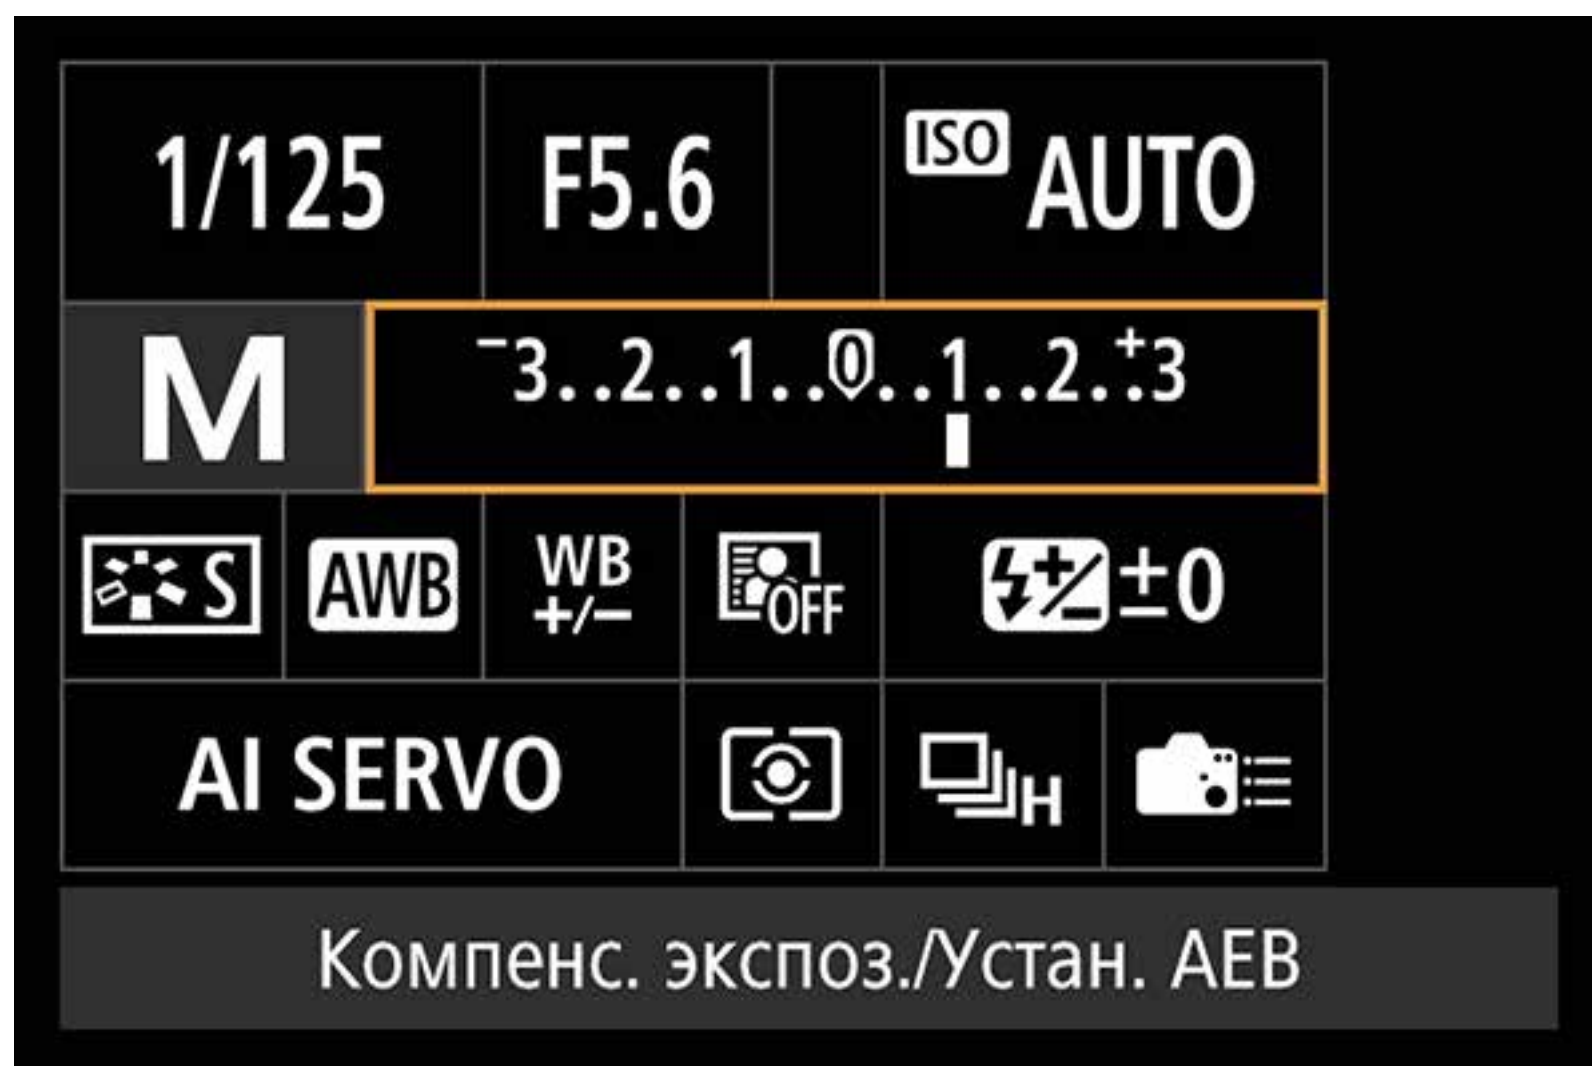 1/125 F5.6 ISO AUTO
M -3..2..1..0..1..2..+3
S AWB WB +/- OFF ±0
AI SERVO H
Компенс. экспоз./Устан. AEB